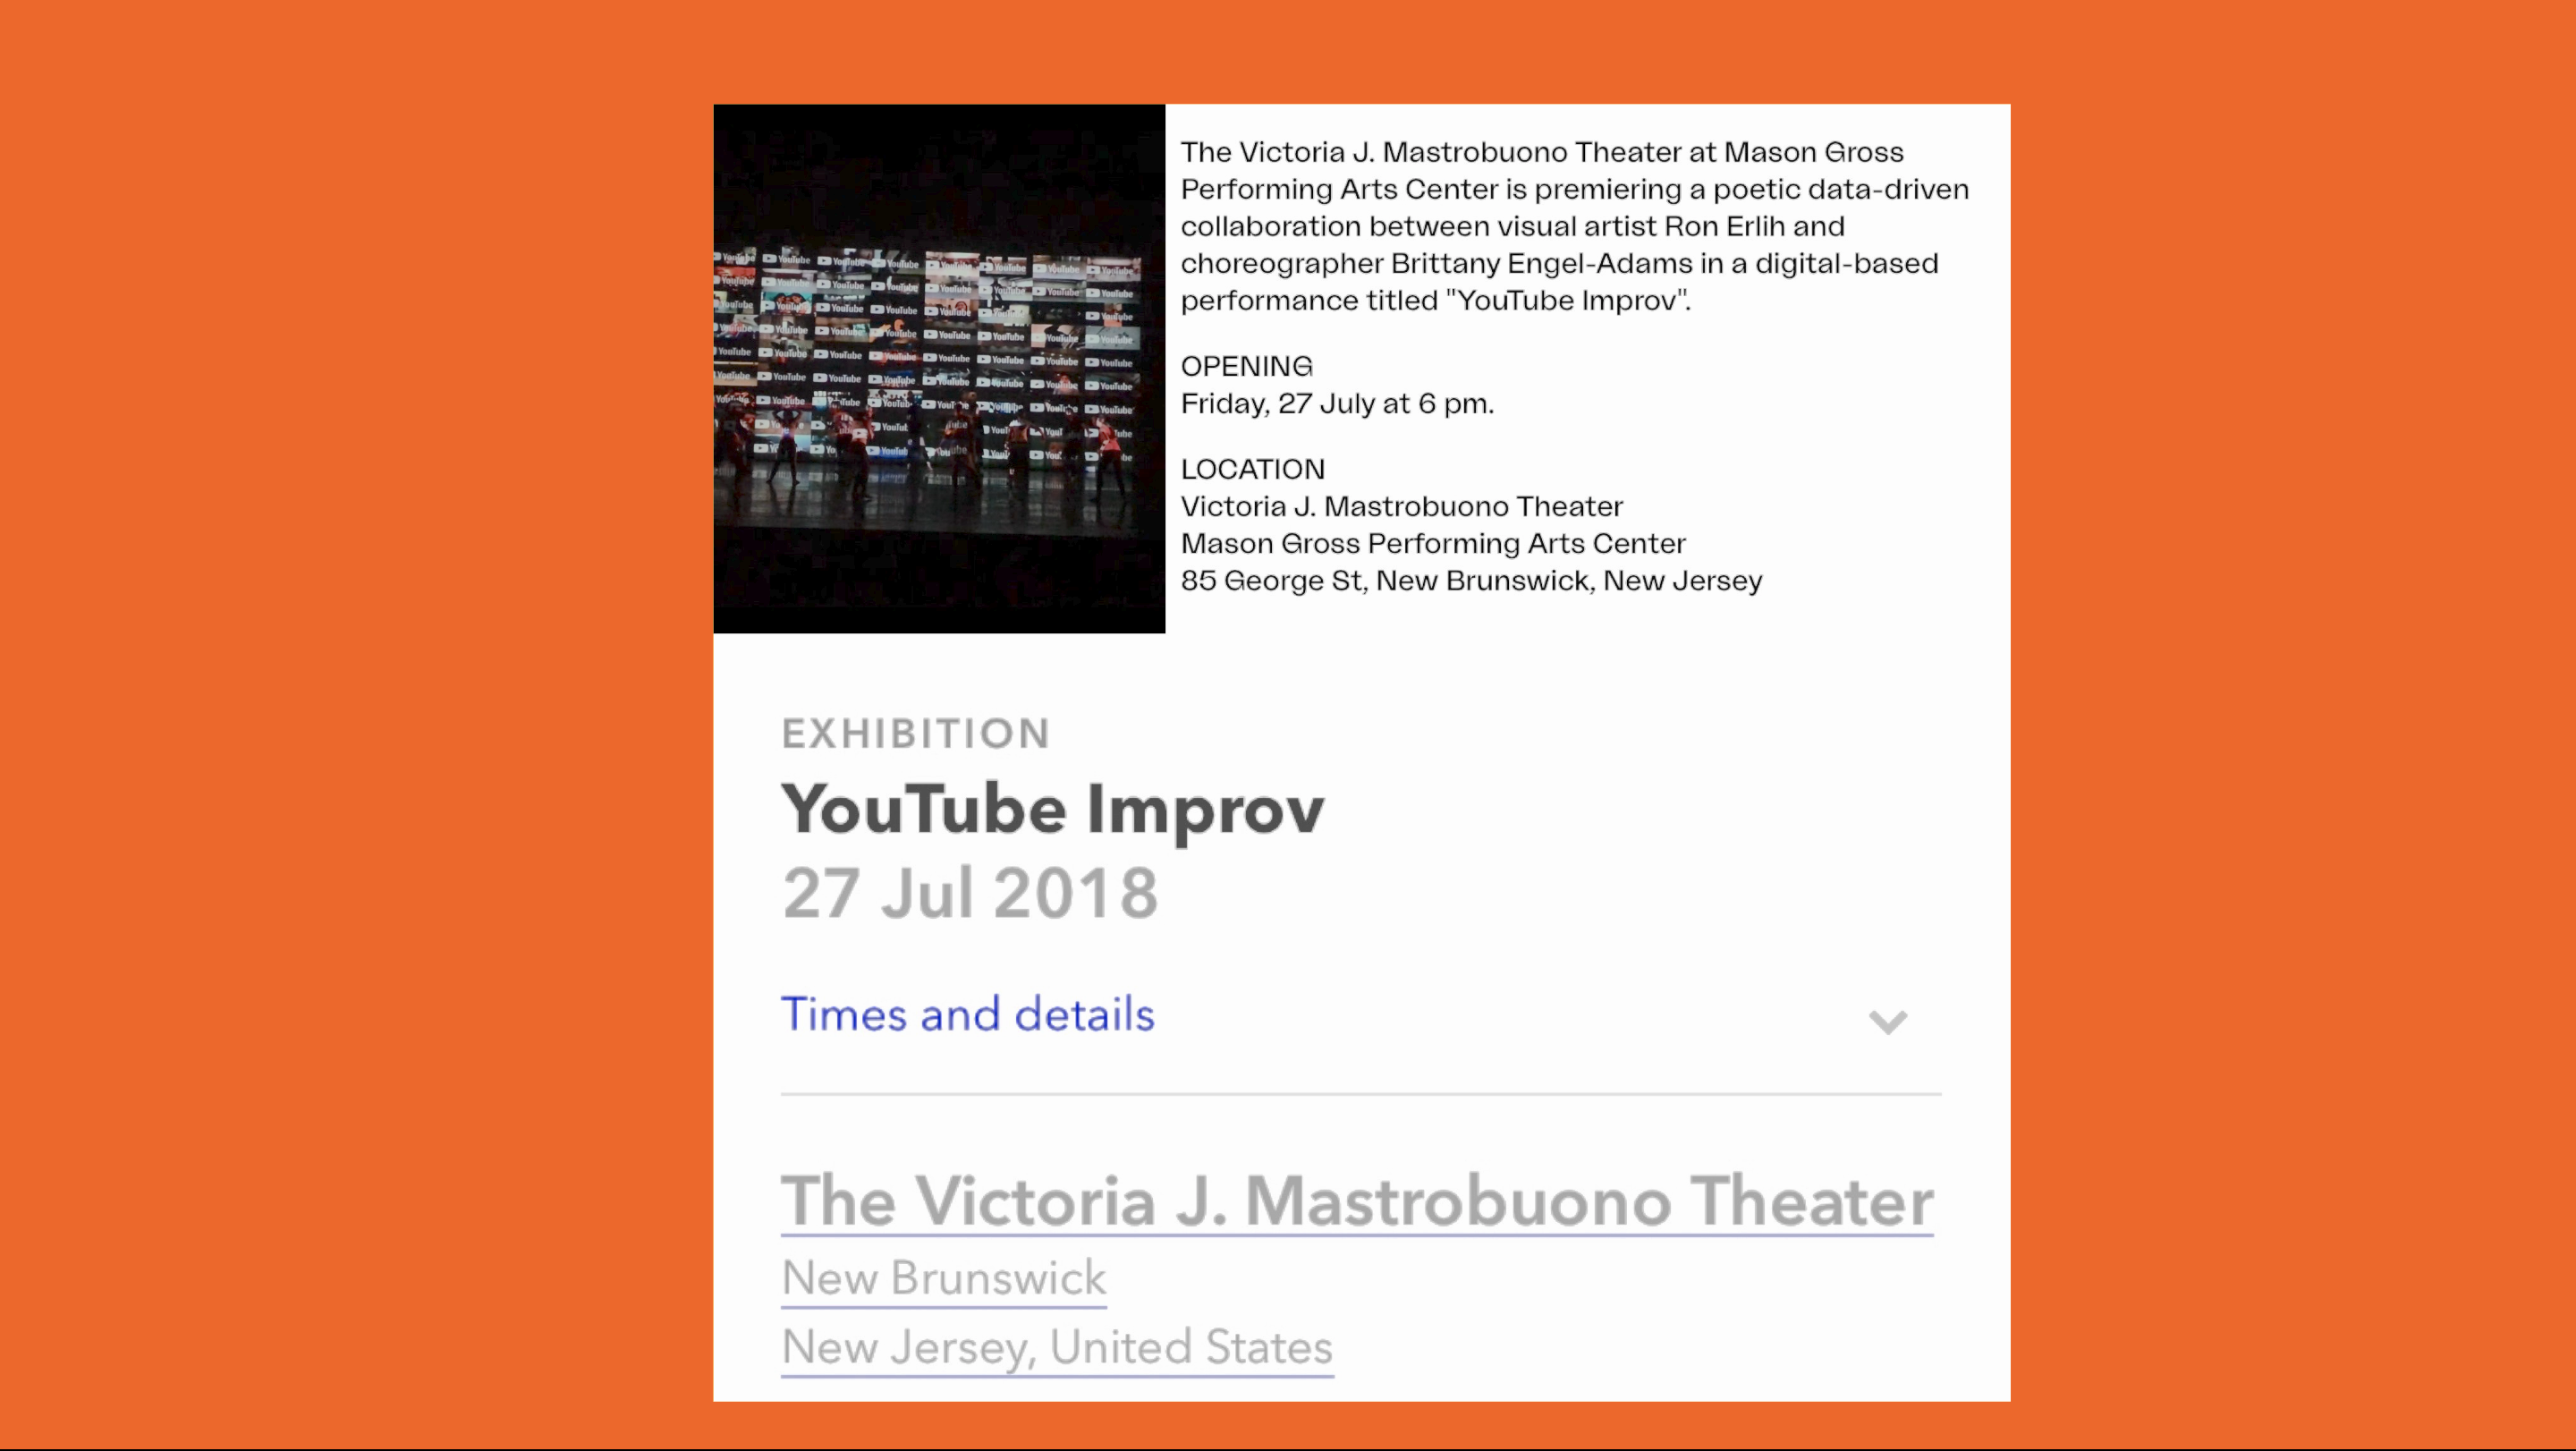 The Victoria J. Mastrobuono Theater at Mason Gross
Performing Arts Center is premiering a poetic data-driven
collaboration between visual artist Ron Erlih and
choreographer Brittany Engel-Adams in a digital-based
performance titled "YouTube Improv".
OPENING
Friday, 27 July at 6 pm.
LOCATION
Victoria J. Mastrobuono Theater
Mason Gross Performing Arts Center
85 George St, New Brunswick, New Jersey
EXHIBITION
YouTube Improv
27 Jul 2018
Times and details
The Victoria J. Mastrobuono Theater
New Brunswick
New Jersey, United States